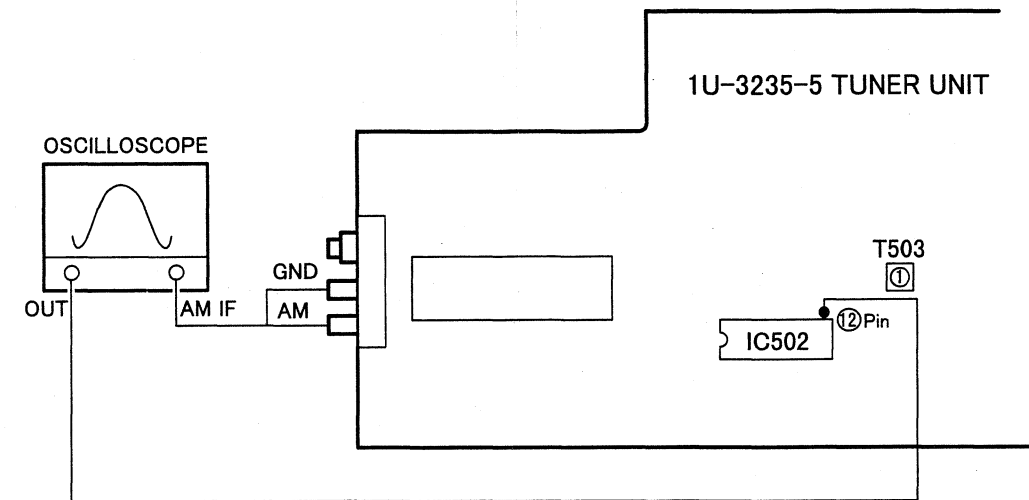 1U-3235-5 TUNER UNIT
OSCILLOSCOPE
OUT
AM IF
GND
AM
T503
①
⑫Pin
IC502